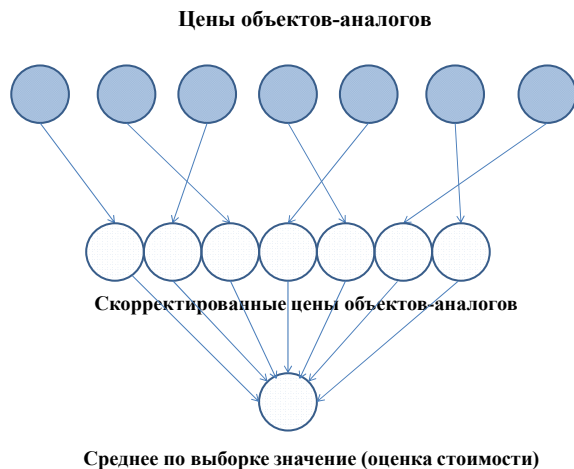 Цены объектов-аналогов
Скорректированные цены объектов-аналогов
Среднее по выборке значение (оценка стоимости)